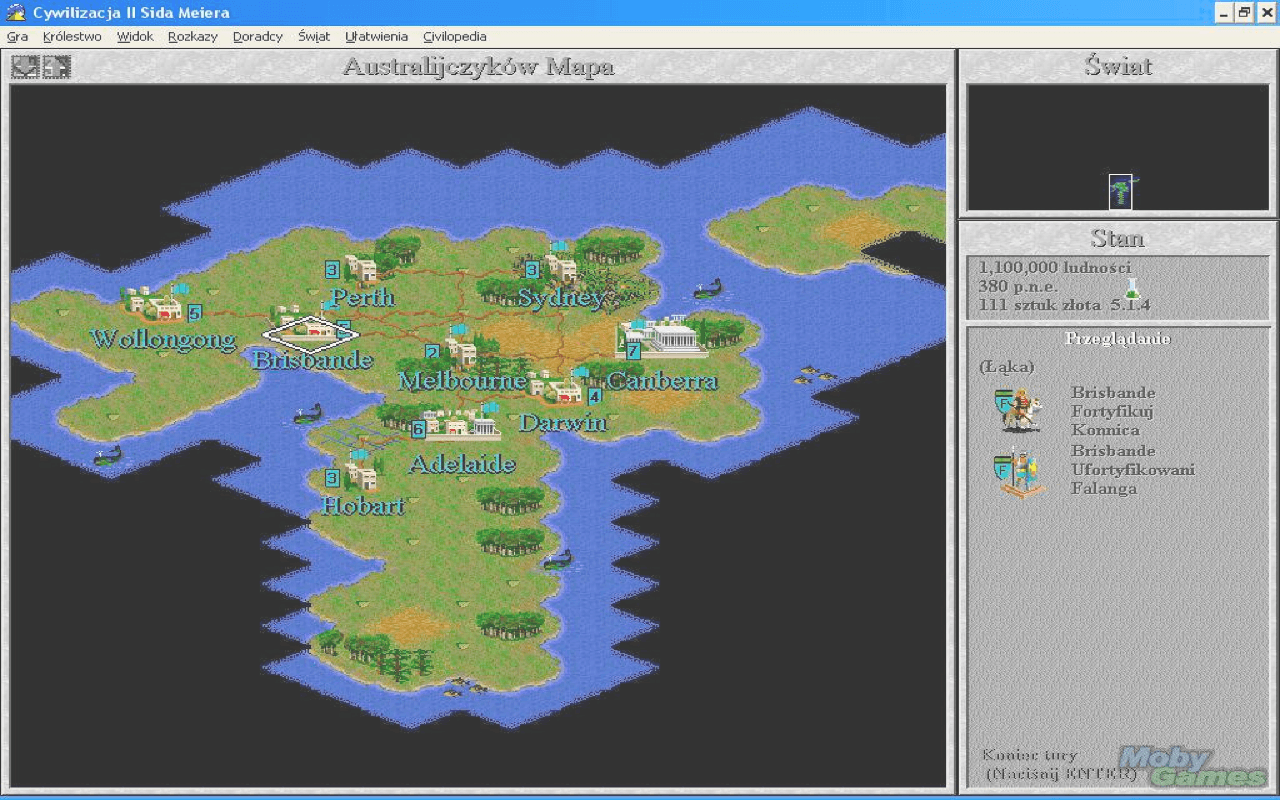 Cywilizacja II Sida Meiera
Gra Królestwo Widok Rozkazy Doradcy Świat Ułatwienia Civilopedia
Australijczyków Mapa
Świat
3
Perth
3
Sydney
5
Wollongong
Brisbande
2
Melbourne
7
Canberra
4
Darwin
6
Adelaide
3
Hobart
Stan
1,100,000 ludności
380 p.n.e.
111 sztuk złota 5.1.4
Przeglądanie
(Łąka)
F
Brisbande
Fortyfikuj
Konnica
F
Brisbande
Ufortyfikowani
Falanga
Koniec tury
(Naciśnij ENTER)
Moby
Games